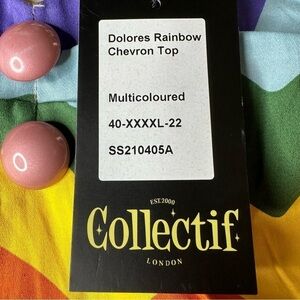 Dolores Rainbow
Chevron Top
Multicoloured
40-XXXXL-22
SS210405A
EST. 2000
Collectif
LONDON